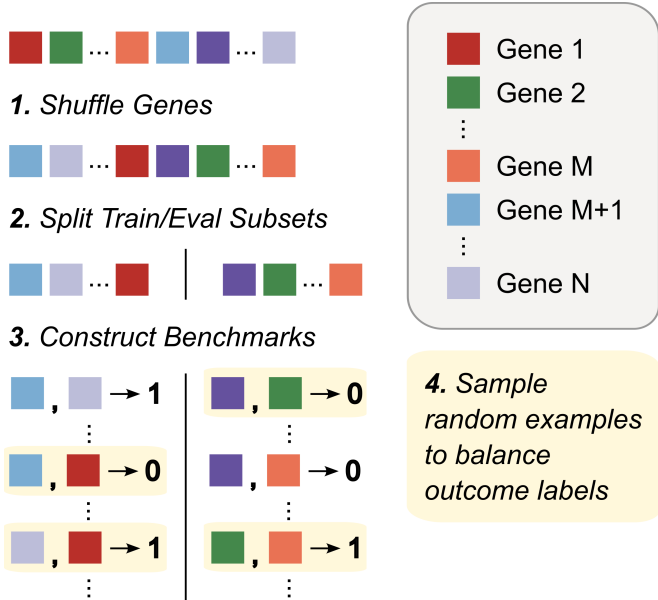 ...
...
1. Shuffle Genes
...
...
2. Split Train/Eval Subsets
...
...
3. Construct Benchmarks
, → 1
, → 0
⋮
⋮
, → 0
, → 0
⋮
⋮
, → 1
, → 1
⋮
⋮
Gene 1
Gene 2
⋮
Gene M
Gene M+1
⋮
Gene N
4. Sample
random examples
to balance
outcome labels